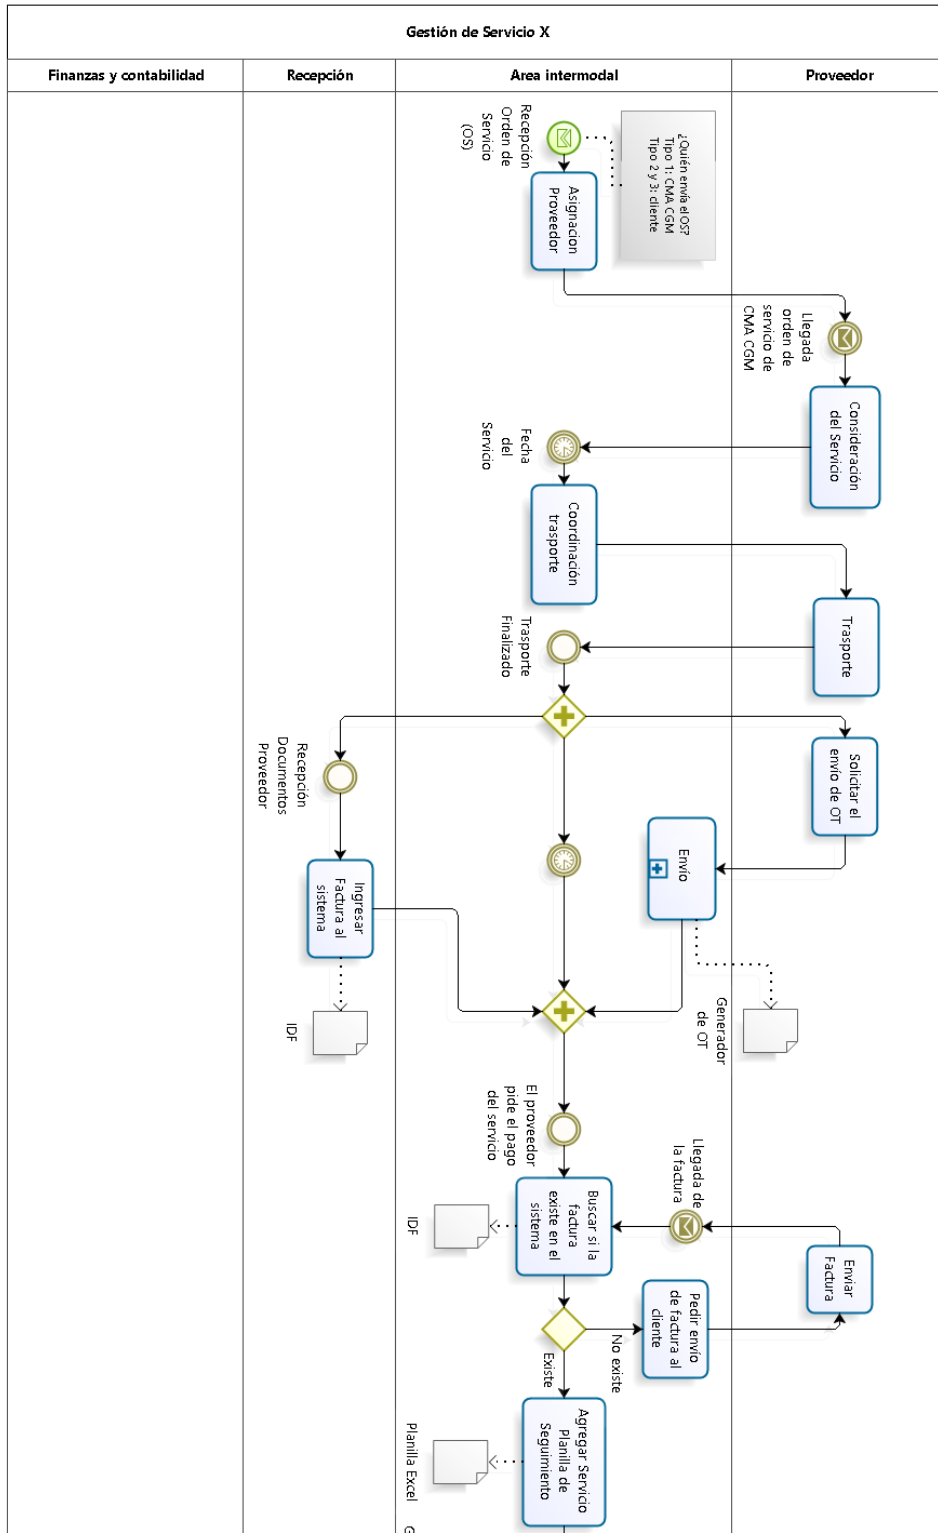 Gestión de Servicio X
Finanzas y contabilidad
Recepción
Area intermodal
Proveedor
Recepción
Orden de
Servicio
(OS)
¿Quién envía el OS?
Tipo 1: CMA CGM
Tipo 2 y 3: cliente
Asignacion
Proveedor
Llegada
orden de
servicio de
CMA CGM
Consideración
del Servicio
Fecha
del
Servicio
Coordinación
trasporte
Trasporte
Trasporte
Finalizado
Solicitar el
envío de OT
Recepción
Documentos
Proveedor
Envío
Ingresar
Factura al
sistema
IDF
Generador
de OT
El proveedor
pide el pago
del servicio
Llegada de
la factura
Buscar si la
factura
existe en el
sistema
IDF
Enviar
Factura
Pedir envío
de factura al
cliente
No existe
Existe
Agregar Servicio
Planilla de
Seguimiento
Planilla Excel